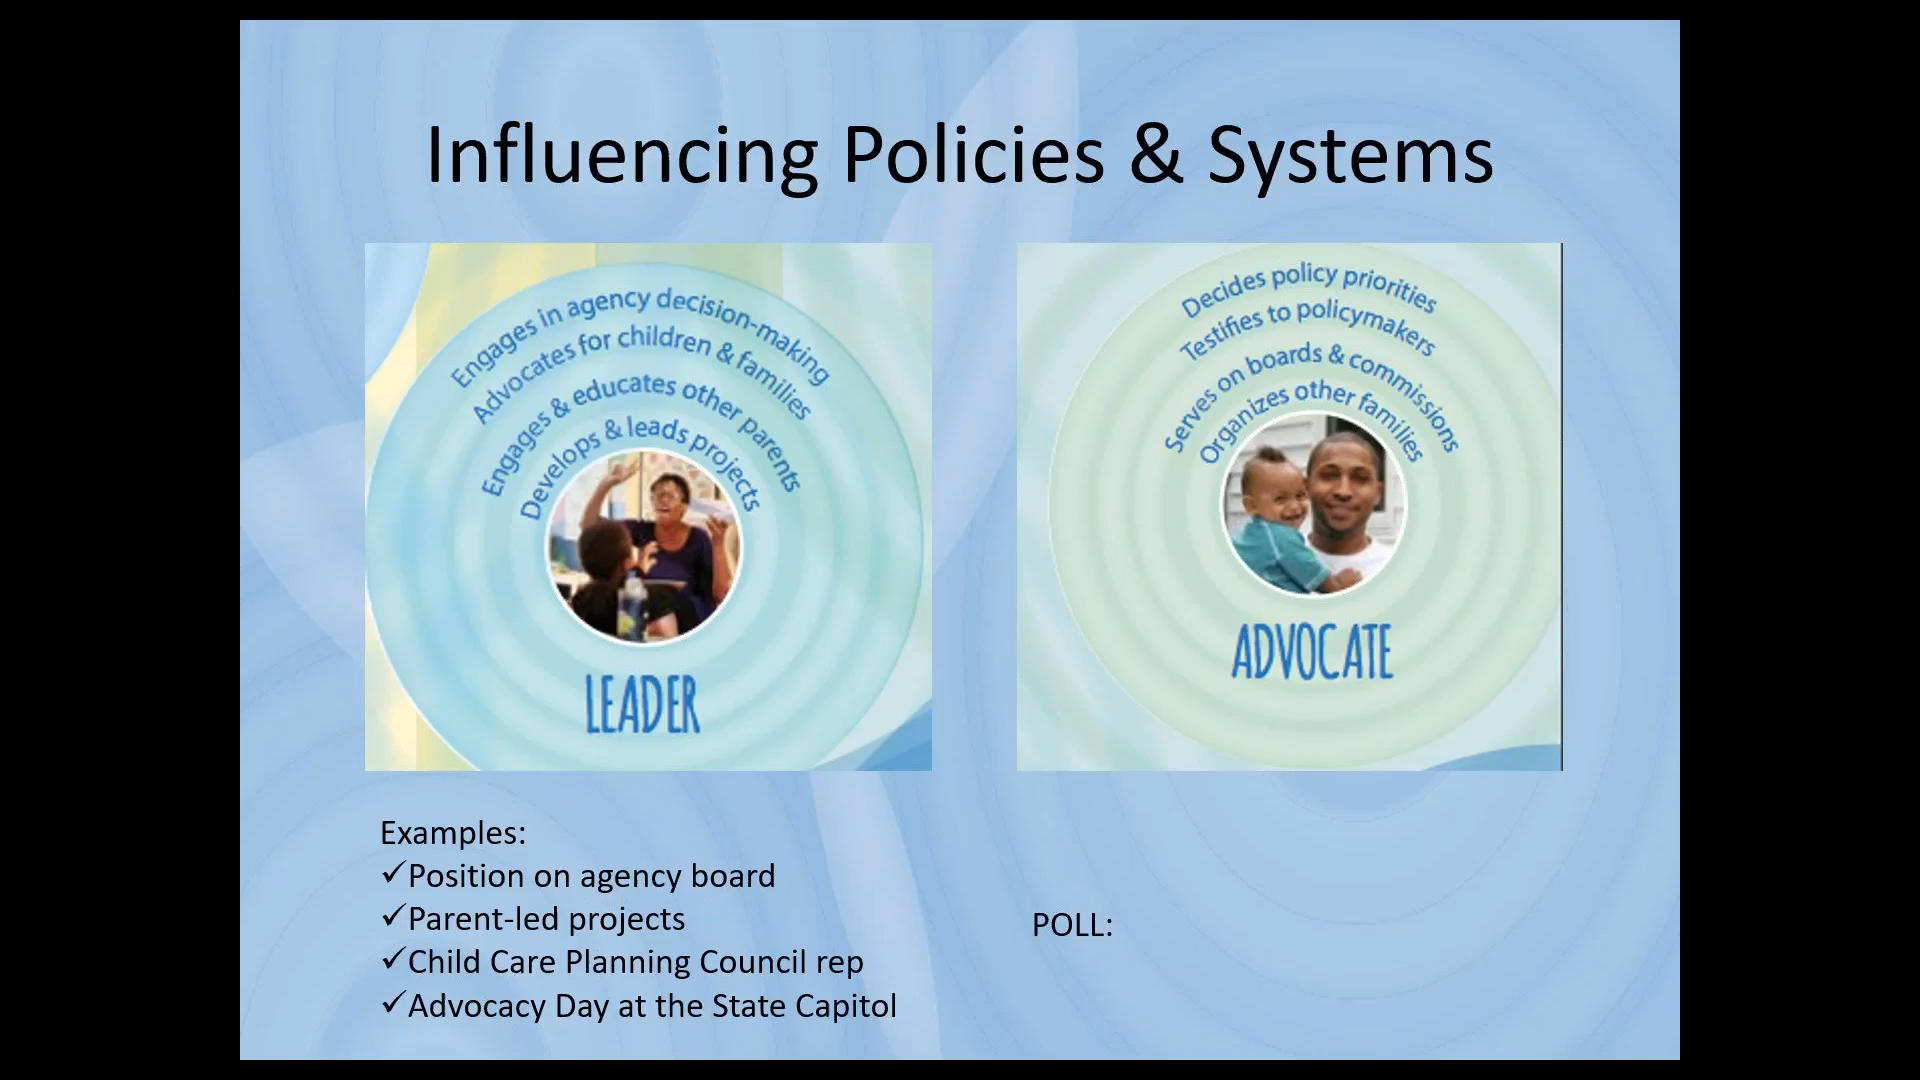 Influencing Policies & Systems
Engages in agency decision-making
Advocates for children & families
Engages & educates other parents
Develops & leads projects
LEADER
Decides policy priorities
Testifies to policymakers
Serves on boards & commissions
Organizes other families
ADVOCATE
Examples:
✓Position on agency board
✓Parent-led projects
✓Child Care Planning Council rep
✓Advocacy Day at the State Capitol
POLL: